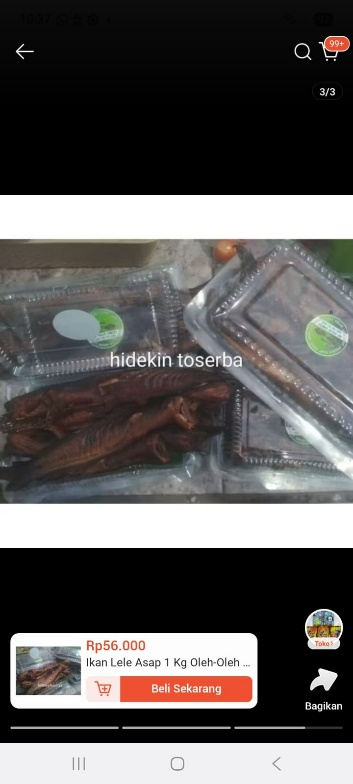 99+
3/3
hidekin toserba
Rp56.000
Ikan Lele Asap 1 Kg Oleh-Oleh ...
Toko
Beli Sekarang
Bagikan